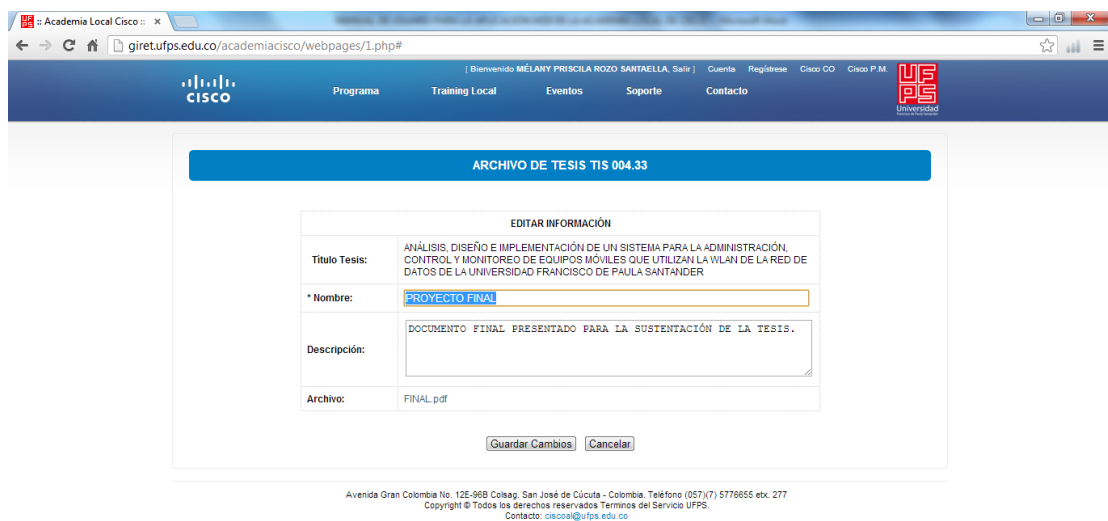 :: Academia Local Cisco ::
giret.ufps.edu.co/academiacisco/webpages/1.php#
[ Bienvenido MÉLANY PRISCILA ROZO SANTAELLA, Salir ] Cuenta Regístrese Cisco CO Cisco P.M.
CISCO
Programa Training Local Eventos Soporte Contacto
UFPS
Universidad
Francisco de Paula Santander
ARCHIVO DE TESIS TIS 004.33
EDITAR INFORMACIÓN
Titulo Tesis:
ANÁLISIS, DISEÑO E IMPLEMENTACIÓN DE UN SISTEMA PARA LA ADMINISTRACIÓN,
CONTROL Y MONITOREO DE EQUIPOS MÓVILES QUE UTILIZAN LA WLAN DE LA RED DE
DATOS DE LA UNIVERSIDAD FRANCISCO DE PAULA SANTANDER
* Nombre: PROYECTO FINAL
Descripción:
DOCUMENTO FINAL PRESENTADO PARA LA SUSTENTACIÓN DE LA TESIS.
Archivo: FINAL.pdf
Guardar Cambios Cancelar
Avenida Gran Colombia No. 12E-96B Colsag. San José de Cúcuta - Colombia. Teléfono (057)(7) 5776655 etx. 277
Copyright © Todos los derechos reservados Terminos del Servicio UFPS.
Contacto: ciscoal@ufps.edu.co